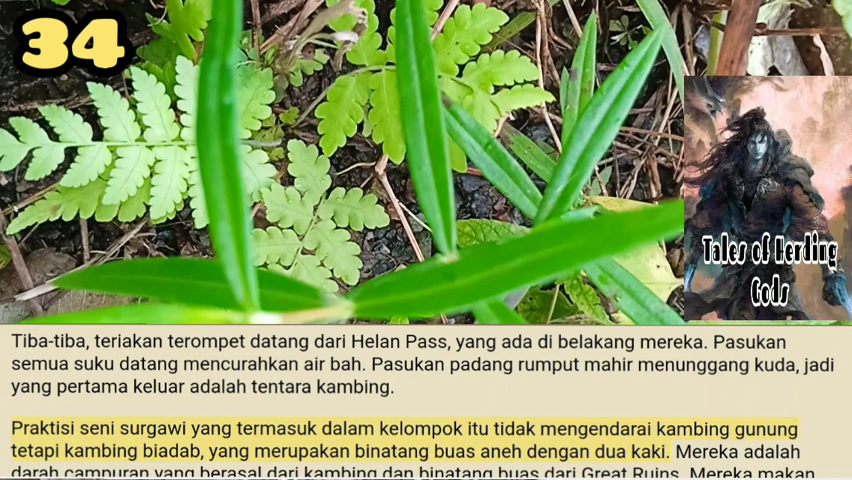 34
Tales of Herding
Gods
Tiba-tiba, teriakan terompet datang dari Helan Pass, yang ada di belakang mereka. Pasukan
semua suku datang mencurahkan air bah. Pasukan padang rumput mahir menunggang kuda, jadi
yang pertama keluar adalah tentara kambing.
Praktisi seni surgawi yang termasuk dalam kelompok itu tidak mengendarai kambing gunung
tetapi kambing biadab, yang merupakan binatang buas aneh dengan dua kaki. Mereka adalah
darah campuran yang berasal dari kambing dan binatang buas dari Great Ruins. Mereka makan